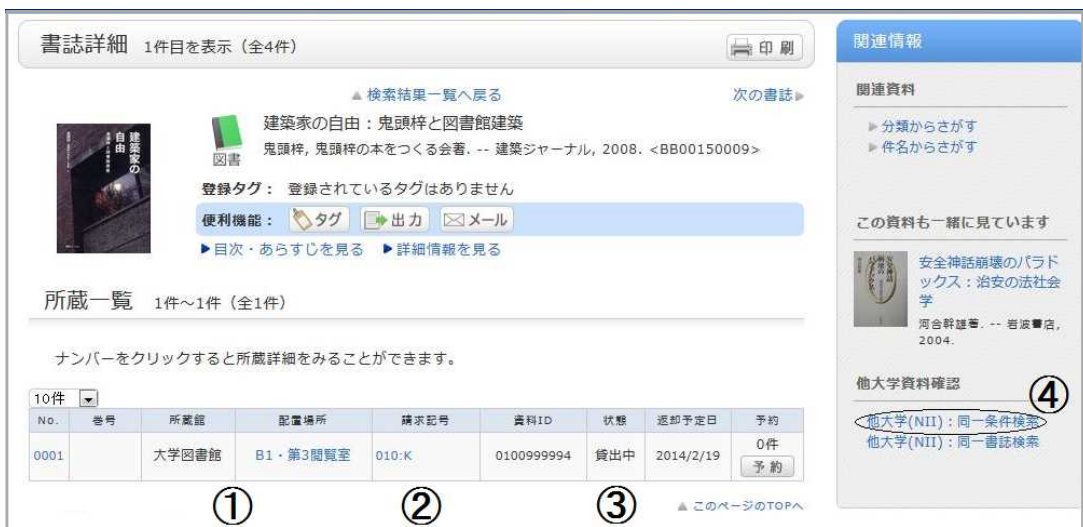 書誌詳細 1件目を表示（全4件）
印刷
▲検索結果一覧へ戻る
次の書誌▶
建築家の自由
図書
建築家の自由：鬼頭梓と図書館建築
鬼頭梓, 鬼頭梓の本をつくる会著. -- 建築ジャーナル, 2008. <BB00150009>
登録タグ： 登録されているタグはありません
便利機能： タグ 出力 メール
▶目次・あらすじを見る ▶詳細情報を見る
所蔵一覧 1件～1件（全1件）
ナンバーをクリックすると所蔵詳細をみることができます。
10件
No. 巻号 所蔵館 配置場所 請求記号 資料ID 状態 返却予定日 予約
0001 大学図書館 B1・第3閲覧室 010:K 0100999994 貸出中 2014/2/19 0件
予約
① ② ③
▲このページのTOPへ
関連情報
関連資料
▶分類からさがす
▶件名からさがす
この資料も一緒に見ています
安全神話崩壊のパラド
ックス：治安の法社会
学
河合幹雄著. -- 岩波書店,
2004.
他大学資料確認
④
他大学(NII)：同一条件検索
他大学(NII)：同一書誌検索